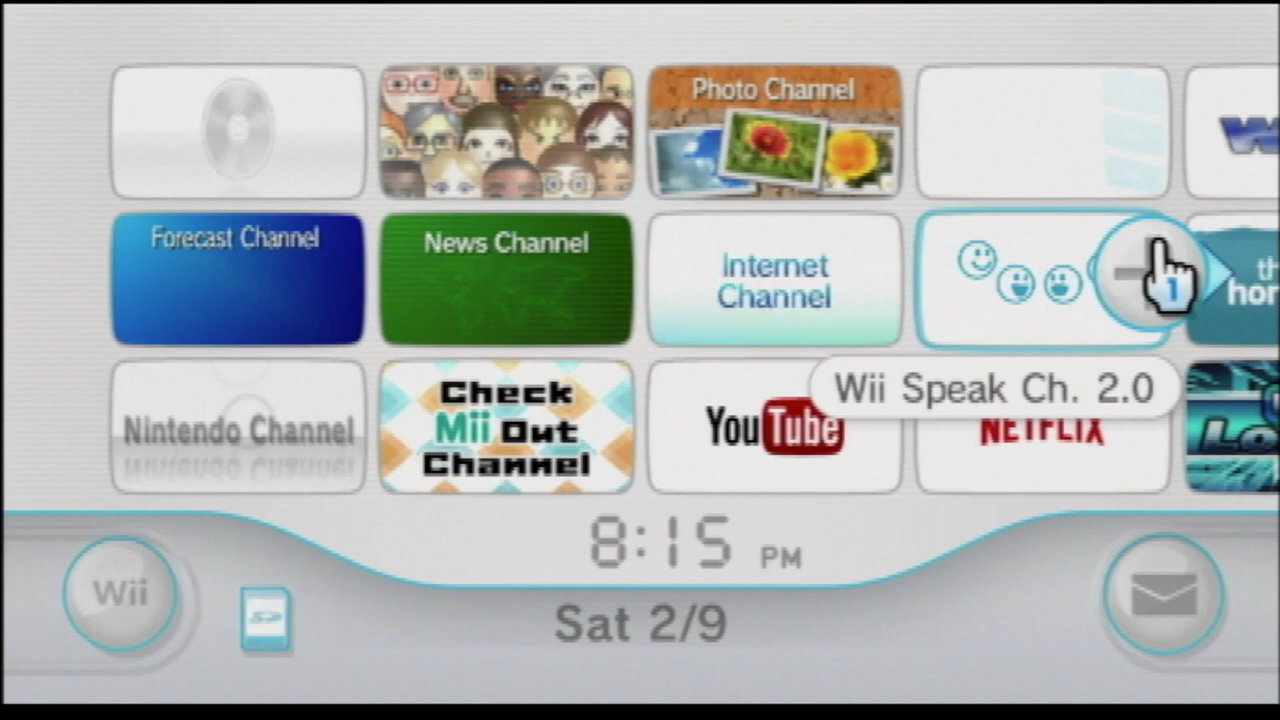 Photo Channel
Forecast Channel
News Channel
Internet
Channel
1
Wii Speak Ch. 2.0
Nintendo Channel
Check
Mii Out
Channel
YouTube
NETFLIX
8:15 PM
Wii
Sat 2/9